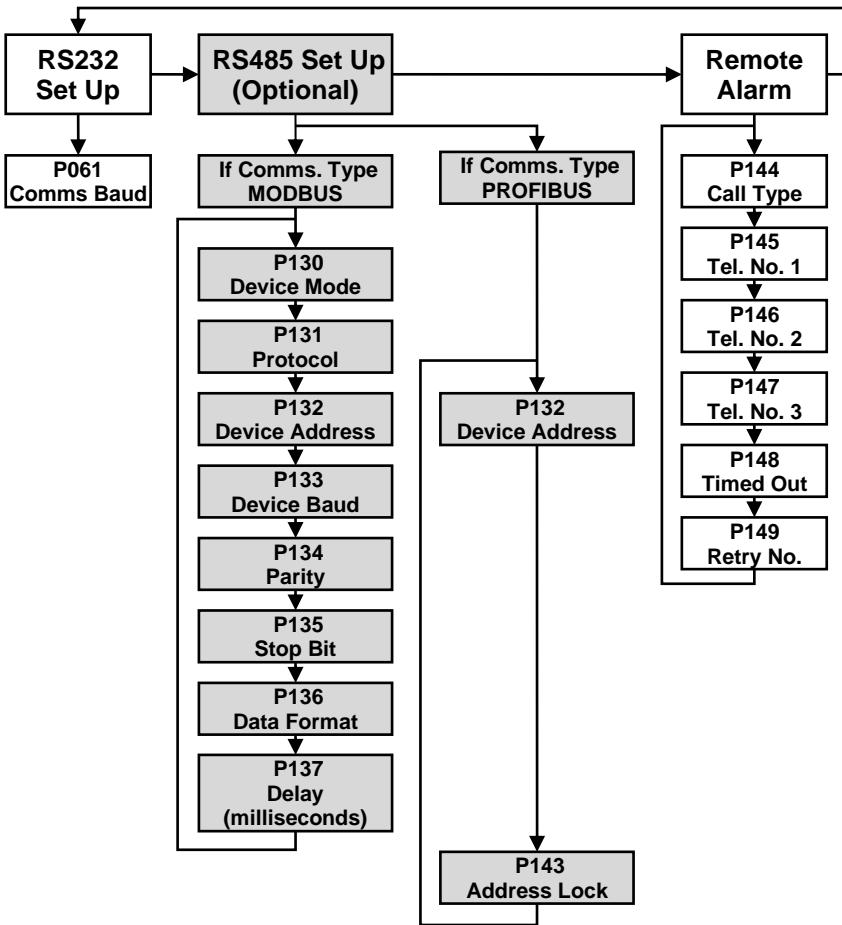 RS232
Set Up
RS485 Set Up
(Optional)
Remote
Alarm
P061
Comms Baud
If Comms. Type
MODBUS
If Comms. Type
PROFIBUS
P144
Call Type
P130
Device Mode
P145
Tel. No. 1
P131
Protocol
P146
Tel. No. 2
P132
Device Address
P132
Device Address
P147
Tel. No. 3
P133
Device Baud
P148
Timed Out
P134
Parity
P149
Retry No.
P135
Stop Bit
P136
Data Format
P137
Delay
(milliseconds)
P143
Address Lock